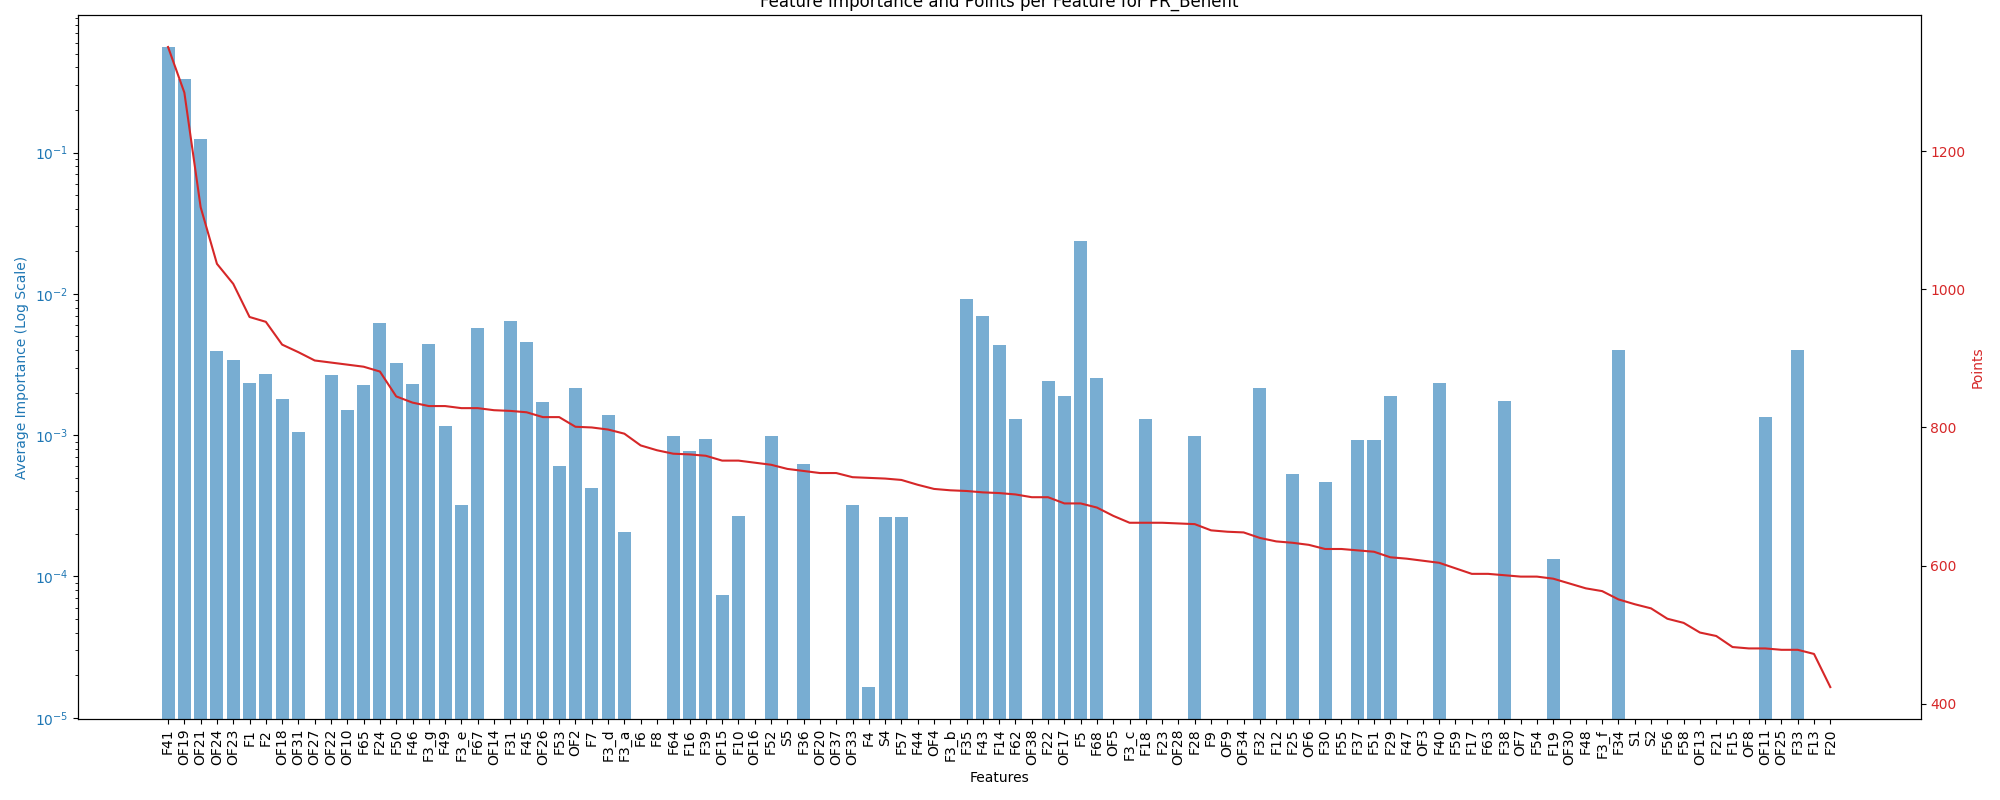 Feature Importance and Points per Feature for PR_Benefit
Average Importance (Log Scale)
10⁻¹
10⁻²
10⁻³
10⁻⁴
10⁻⁵
1200
1000
800
600
400
Points
F41 OF19 OF21 OF24 OF23 F1 F2 OF18 OF31 OF27 OF22 OF10 F65 F24 F50 F46 F3_g F49 F3_e F67 OF14 F31 F45 OF26 F53 OF2 F7 F3_d F3_a F6 F8 F64 F16 F39 OF15 F10 OF16 F52 S5 F36 OF20 OF37 OF33 F4 S4 F57 F44 OF4 F3_b F35 F43 F14 F62 OF38 F22 OF17 F5 F68 OF5 F3_c F18 F23 OF28 F28 F9 OF9 OF34 F32 F12 F25 OF6 F30 F55 F37 F51 F29 F47 OF3 F40 F59 F17 F63 F38 OF7 F54 F19 OF30 F48 F3_f F34 S1 S2 F56 F58 OF13 F21 F15 OF8 OF11 OF25 F33 F13 F20
Features